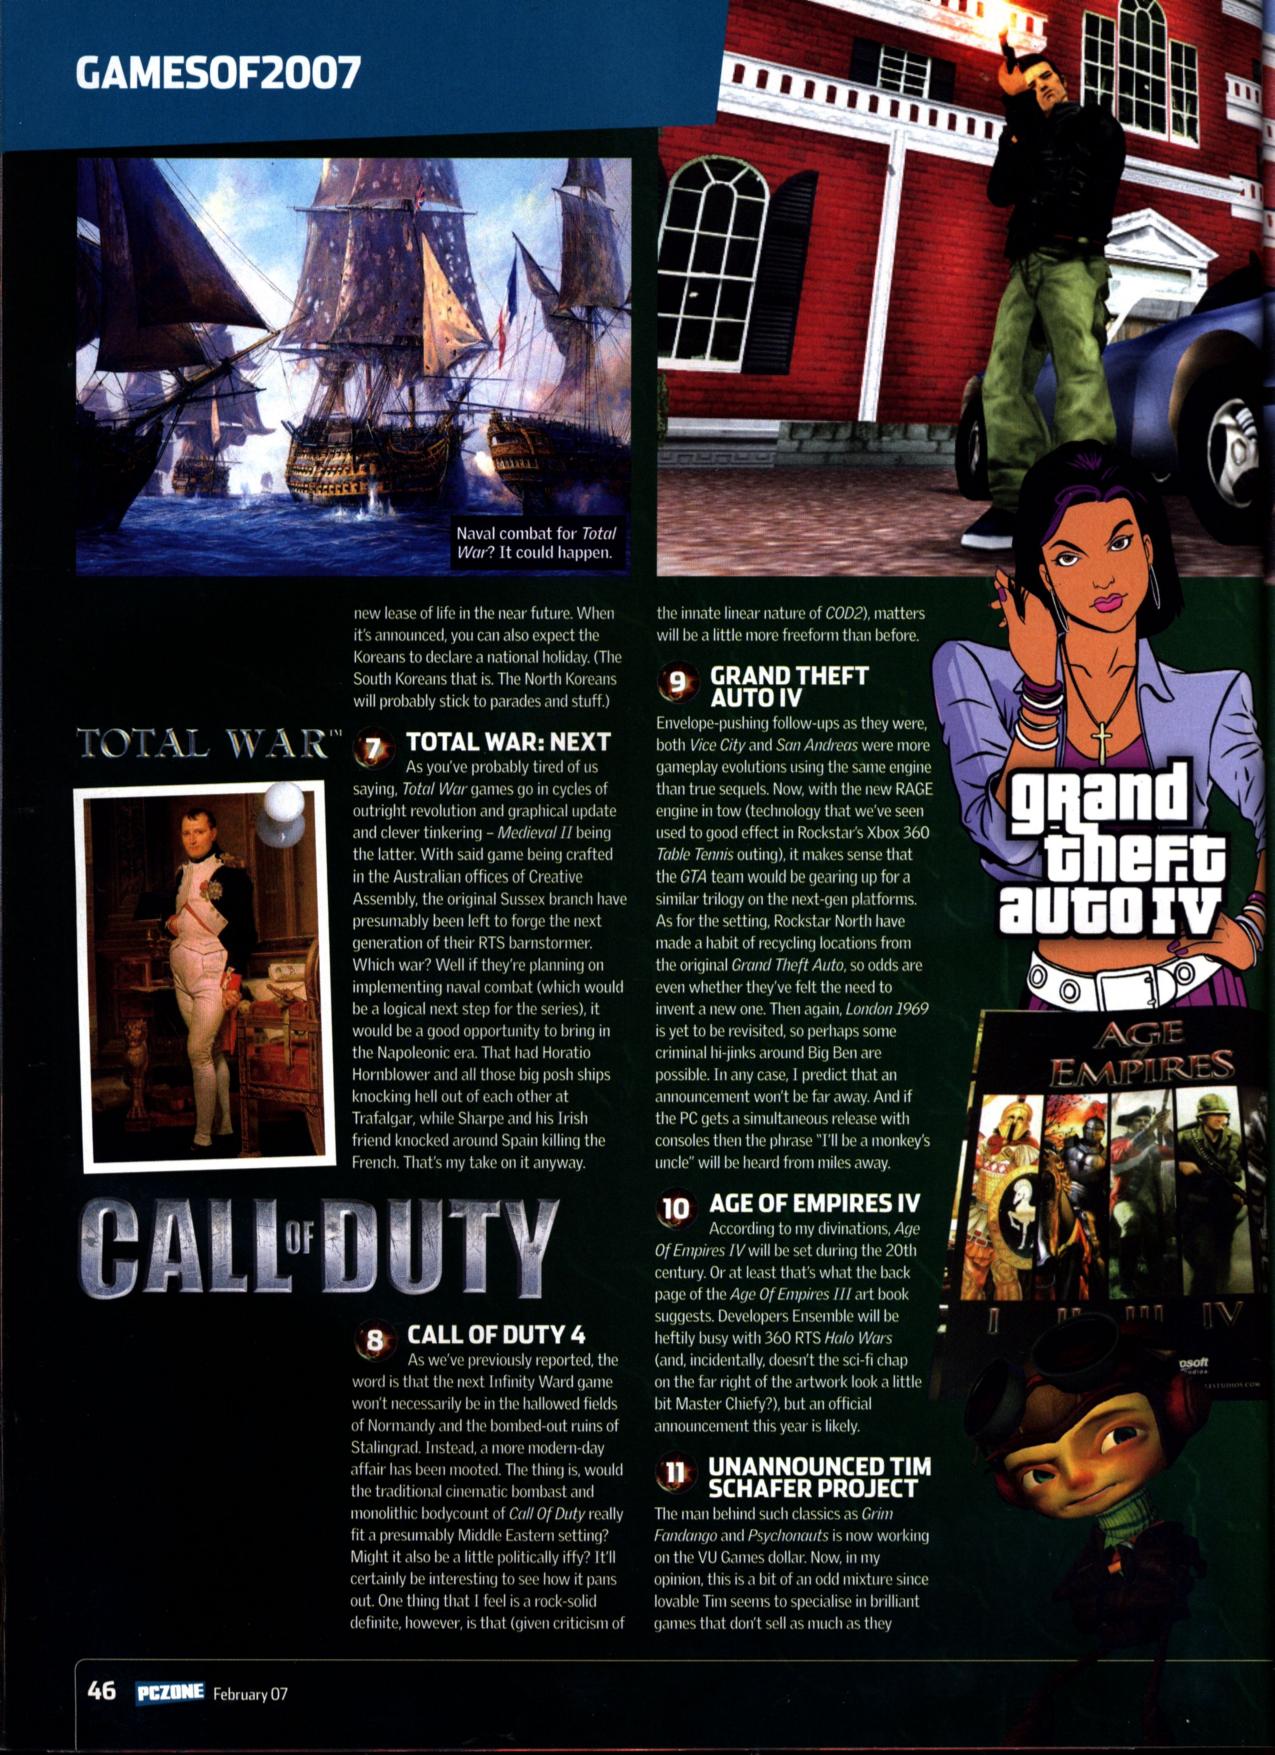 GAMESOF2007
Naval combat for Total
War? It could happen.
new lease of life in the near future. When
it's announced, you can also expect the
Koreans to declare a national holiday. (The
South Koreans that is. The North Koreans
will probably stick to parades and stuff.)
TOTAL WAR™
7 TOTAL WAR: NEXT
As you've probably tired of us
saying, Total War games go in cycles of
outright revolution and graphical update
and clever tinkering – Medieval II being
the latter. With said game being crafted
in the Australian offices of Creative
Assembly, the original Sussex branch have
presumably been left to forge the next
generation of their RTS barnstormer.
Which war? Well if they're planning on
implementing naval combat (which would
be a logical next step for the series), it
would be a good opportunity to bring in
the Napoleonic era. That had Horatio
Hornblower and all those big posh ships
knocking hell out of each other at
Trafalgar, while Sharpe and his Irish
friend knocked around Spain killing the
French. That's my take on it anyway.
CALL OF DUTY
8 CALL OF DUTY 4
As we've previously reported, the
word is that the next Infinity Ward game
won't necessarily be in the hallowed fields
of Normandy and the bombed-out ruins of
Stalingrad. Instead, a more modern-day
affair has been mooted. The thing is, would
the traditional cinematic bombast and
monolithic bodycount of Call Of Duty really
fit a presumably Middle Eastern setting?
Might it also be a little politically iffy? It'll
certainly be interesting to see how it pans
out. One thing that I feel is a rock-solid
definite, however, is that (given criticism of
the innate linear nature of COD2), matters
will be a little more freeform than before.
9 GRAND THEFT
AUTO IV
Envelope-pushing follow-ups as they were,
both Vice City and San Andreas were more
gameplay evolutions using the same engine
than true sequels. Now, with the new RAGE
engine in tow (technology that we've seen
used to good effect in Rockstar's Xbox 360
Table Tennis outing), it makes sense that
the GTA team would be gearing up for a
similar trilogy on the next-gen platforms.
As for the setting, Rockstar North have
made a habit of recycling locations from
the original Grand Theft Auto, so odds are
even whether they've felt the need to
invent a new one. Then again, London 1969
is yet to be revisited, so perhaps some
criminal hi-jinks around Big Ben are
possible. In any case, I predict that an
announcement won't be far away. And if
the PC gets a simultaneous release with
consoles then the phrase "I'll be a monkey's
uncle" will be heard from miles away.
10 AGE OF EMPIRES IV
According to my divinations, Age
Of Empires IV will be set during the 20th
century. Or at least that's what the back
page of the Age Of Empires III art book
suggests. Developers Ensemble will be
heftily busy with 360 RTS Halo Wars
(and, incidentally, doesn't the sci-fi chap
on the far right of the artwork look a little
bit Master Chiefy?), but an official
announcement this year is likely.
11 UNANNOUNCED TIM
SCHAFER PROJECT
The man behind such classics as Grim
Fandango and Psychonauts is now working
on the VU Games dollar. Now, in my
opinion, this is a bit of an odd mixture since
lovable Tim seems to specialise in brilliant
games that don't sell as much as they
grand
theft
auto IV
AGE
of
EMPIRES
I II III IV
osoft
46 PCZONE February 07